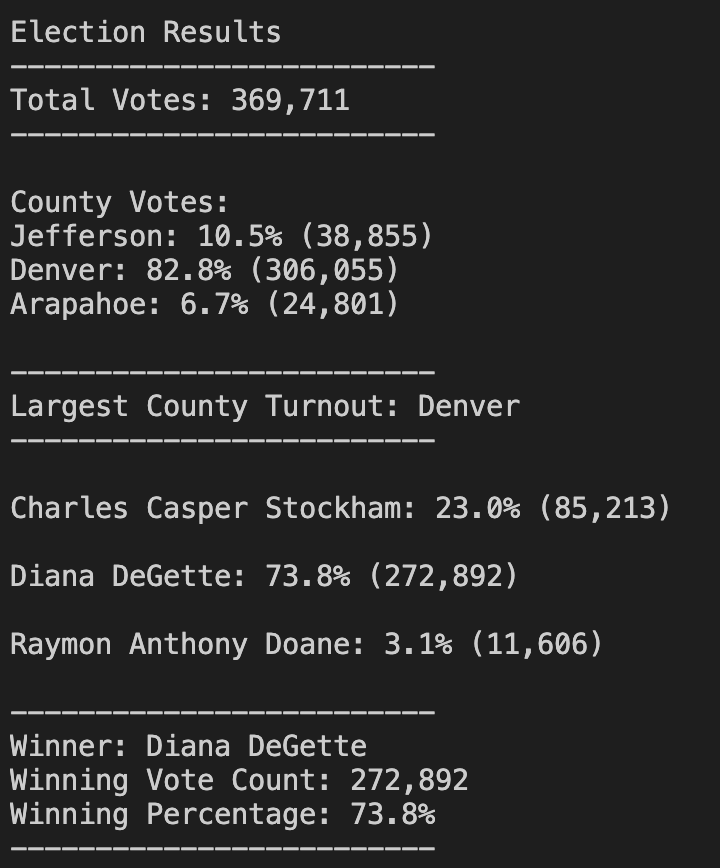 Election Results
-------------------------
Total Votes: 369,711
-------------------------

County Votes:
Jefferson: 10.5% (38,855)
Denver: 82.8% (306,055)
Arapahoe: 6.7% (24,801)

-------------------------
Largest County Turnout: Denver
-------------------------

Charles Casper Stockham: 23.0% (85,213)

Diana DeGette: 73.8% (272,892)

Raymon Anthony Doane: 3.1% (11,606)

-------------------------
Winner: Diana DeGette
Winning Vote Count: 272,892
Winning Percentage: 73.8%
-------------------------